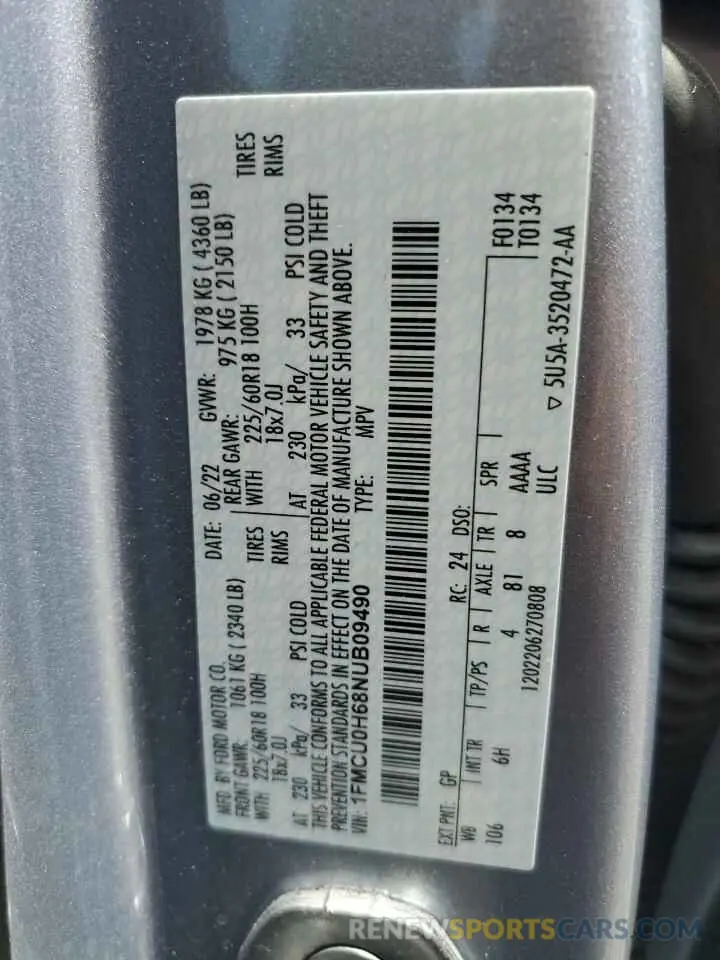 MFD BY FORD MOTOR CO. DATE: 06/22 GVWR: 1978 KG ( 4360 LB)
FRONT GAWR: 1061 KG ( 2340 LB) REAR GAWR: 975 KG ( 2150 LB)
WITH 225/60R18 100H TIRES WITH 225/60R18 100H TIRES
18x7.0J RIMS 18x7.0J RIMS
AT 230 kPa/ 33 PSI COLD AT 230 kPa/ 33 PSI COLD
THIS VEHICLE CONFORMS TO ALL APPLICABLE FEDERAL MOTOR VEHICLE SAFETY AND THEFT
PREVENTION STANDARDS IN EFFECT ON THE DATE OF MANUFACTURE SHOWN ABOVE.
VIN: 1FMCU0H68NUB09490 TYPE: MPV
EXT PNT: GP RC: 24 DSO:
WB INT TR TP/PS R AXLE TR SPR F0134
106 6H 4 81 8 AAAA T0134
1202206270808 ULC
▽ 5U5A-3520472-AA
RENEWSPORTSCARS.COM